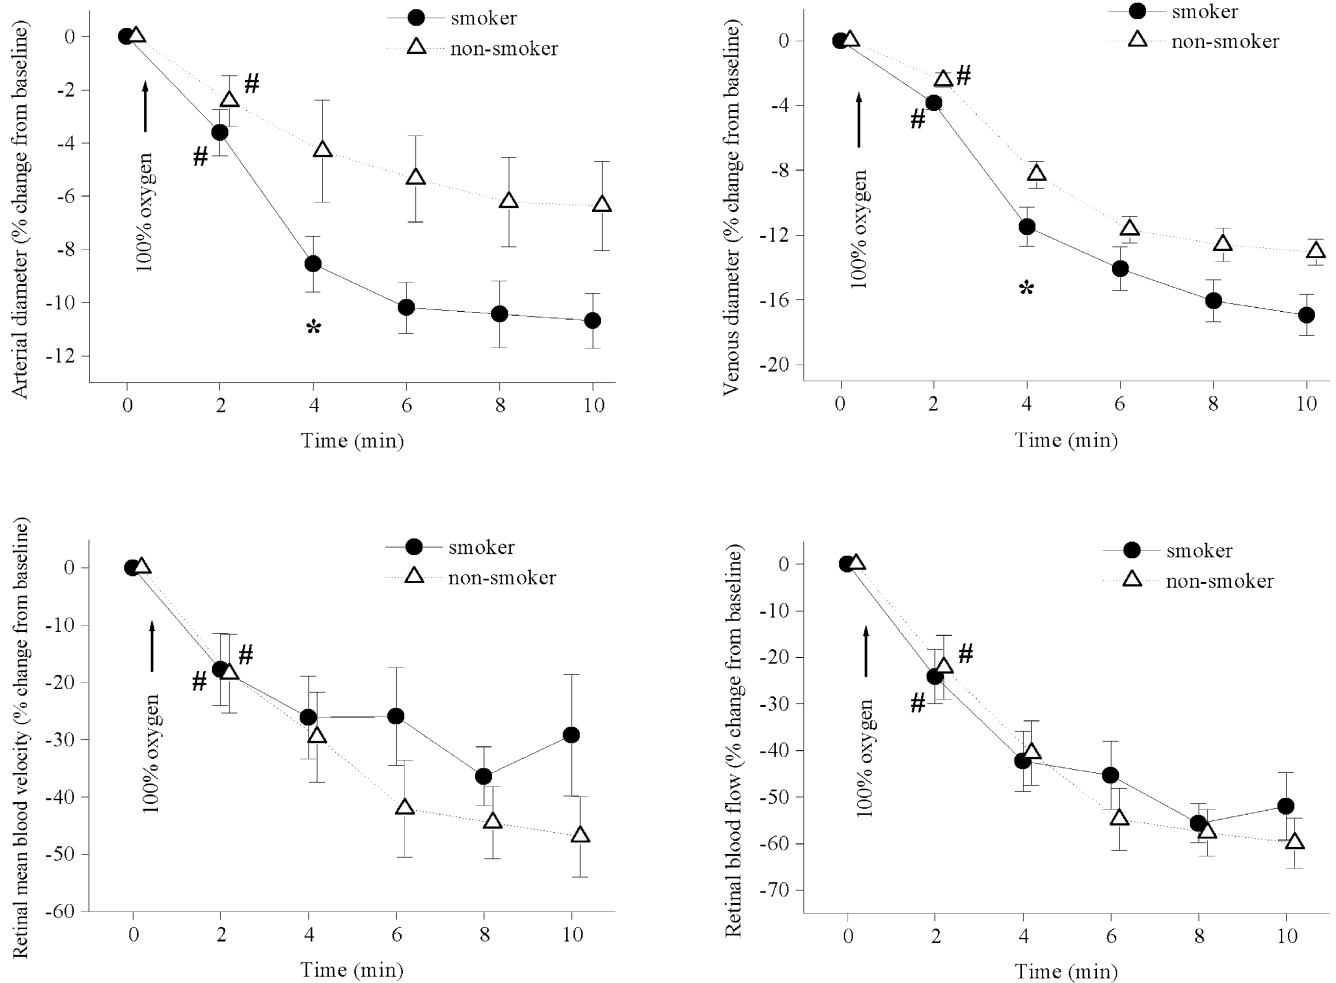 smoker
non-smoker
Arterial diameter (% change from baseline)
0
-2
-4
-6
-8
-10
-12
#
#
100% oxygen
*
0 2 4 6 8 10
Time (min)
smoker
non-smoker
Venous diameter (% change from baseline)
0
-4
-8
-12
-16
-20
#
#
100% oxygen
*
0 2 4 6 8 10
Time (min)
smoker
non-smoker
Retinal mean blood velocity (% change from baseline)
0
-10
-20
-30
-40
-50
-60
#
#
100% oxygen
0 2 4 6 8 10
Time (min)
smoker
non-smoker
Retinal blood flow (% change from baseline)
0
-10
-20
-30
-40
-50
-60
-70
#
#
100% oxygen
0 2 4 6 8 10
Time (min)